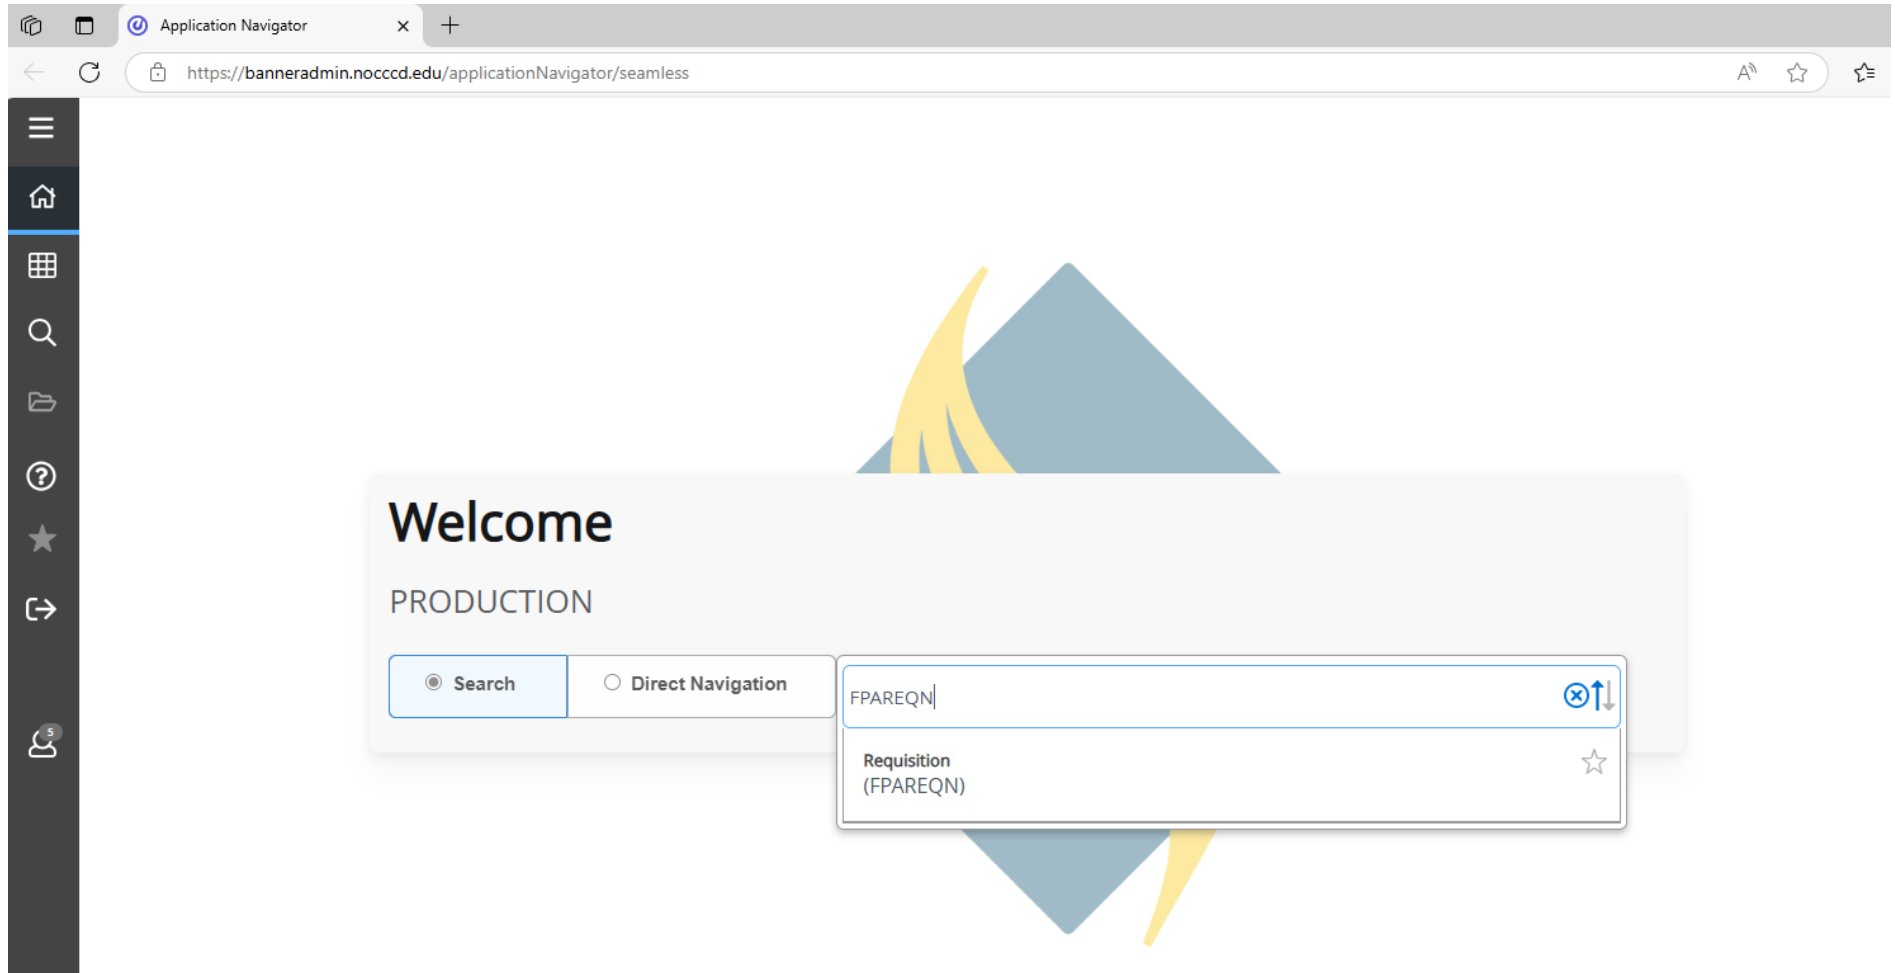 Application Navigator
https://banneradmin.nocccd.edu/applicationNavigator/seamless
Welcome
PRODUCTION
Search
Direct Navigation
FPAREQN
Requisition
(FPAREQN)
5